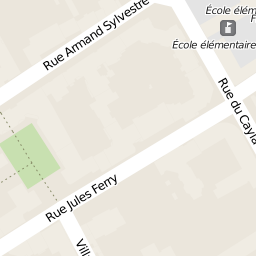 École élém
École élémentaire
Rue Armand Sylvestre
Rue du Cayla
Rue Jules Ferry
Vill